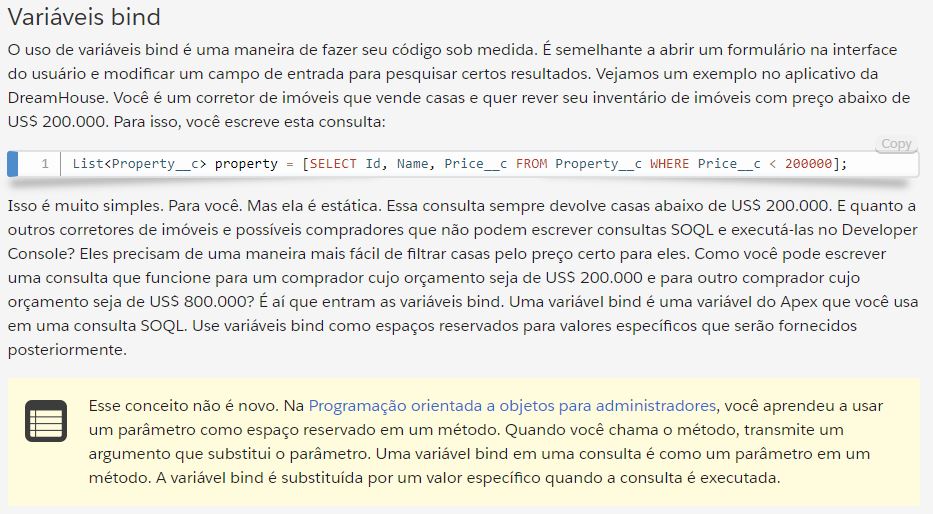 Variáveis bind
O uso de variáveis bind é uma maneira de fazer seu código sob medida. É semelhante a abrir um formulário na interface
do usuário e modificar um campo de entrada para pesquisar certos resultados. Vejamos um exemplo no aplicativo da
DreamHouse. Você é um corretor de imóveis que vende casas e quer rever seu inventário de imóveis com preço abaixo de
US$ 200.000. Para isso, você escreve esta consulta:
Copy
1 List<Property__c> property = [SELECT Id, Name, Price__c FROM Property__c WHERE Price__c < 200000];
Isso é muito simples. Para você. Mas ela é estática. Essa consulta sempre devolve casas abaixo de US$ 200.000. E quanto a
outros corretores de imóveis e possíveis compradores que não podem escrever consultas SOQL e executá-las no Developer
Console? Eles precisam de uma maneira mais fácil de filtrar casas pelo preço certo para eles. Como você pode escrever
uma consulta que funcione para um comprador cujo orçamento seja de US$ 200.000 e para outro comprador cujo
orçamento seja de US$ 800.000? É aí que entram as variáveis bind. Uma variável bind é uma variável do Apex que você usa
em uma consulta SOQL. Use variáveis bind como espaços reservados para valores específicos que serão fornecidos
posteriormente.
Esse conceito não é novo. Na Programação orientada a objetos para administradores, você aprendeu a usar
um parâmetro como espaço reservado em um método. Quando você chama o método, transmite um
argumento que substitui o parâmetro. Uma variável bind em uma consulta é como um parâmetro em um
método. A variável bind é substituída por um valor específico quando a consulta é executada.